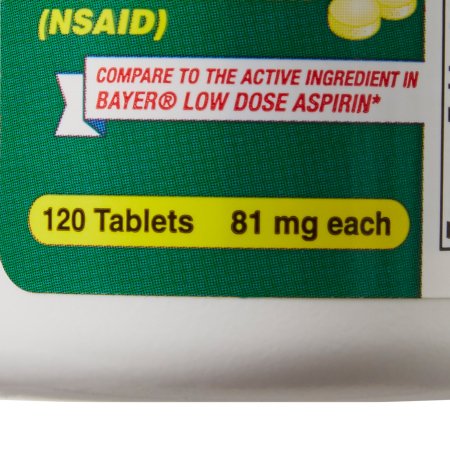 (NSAID)
COMPARE TO THE ACTIVE INGREDIENT IN
BAYER® LOW DOSE ASPIRIN*
120 Tablets 81 mg each